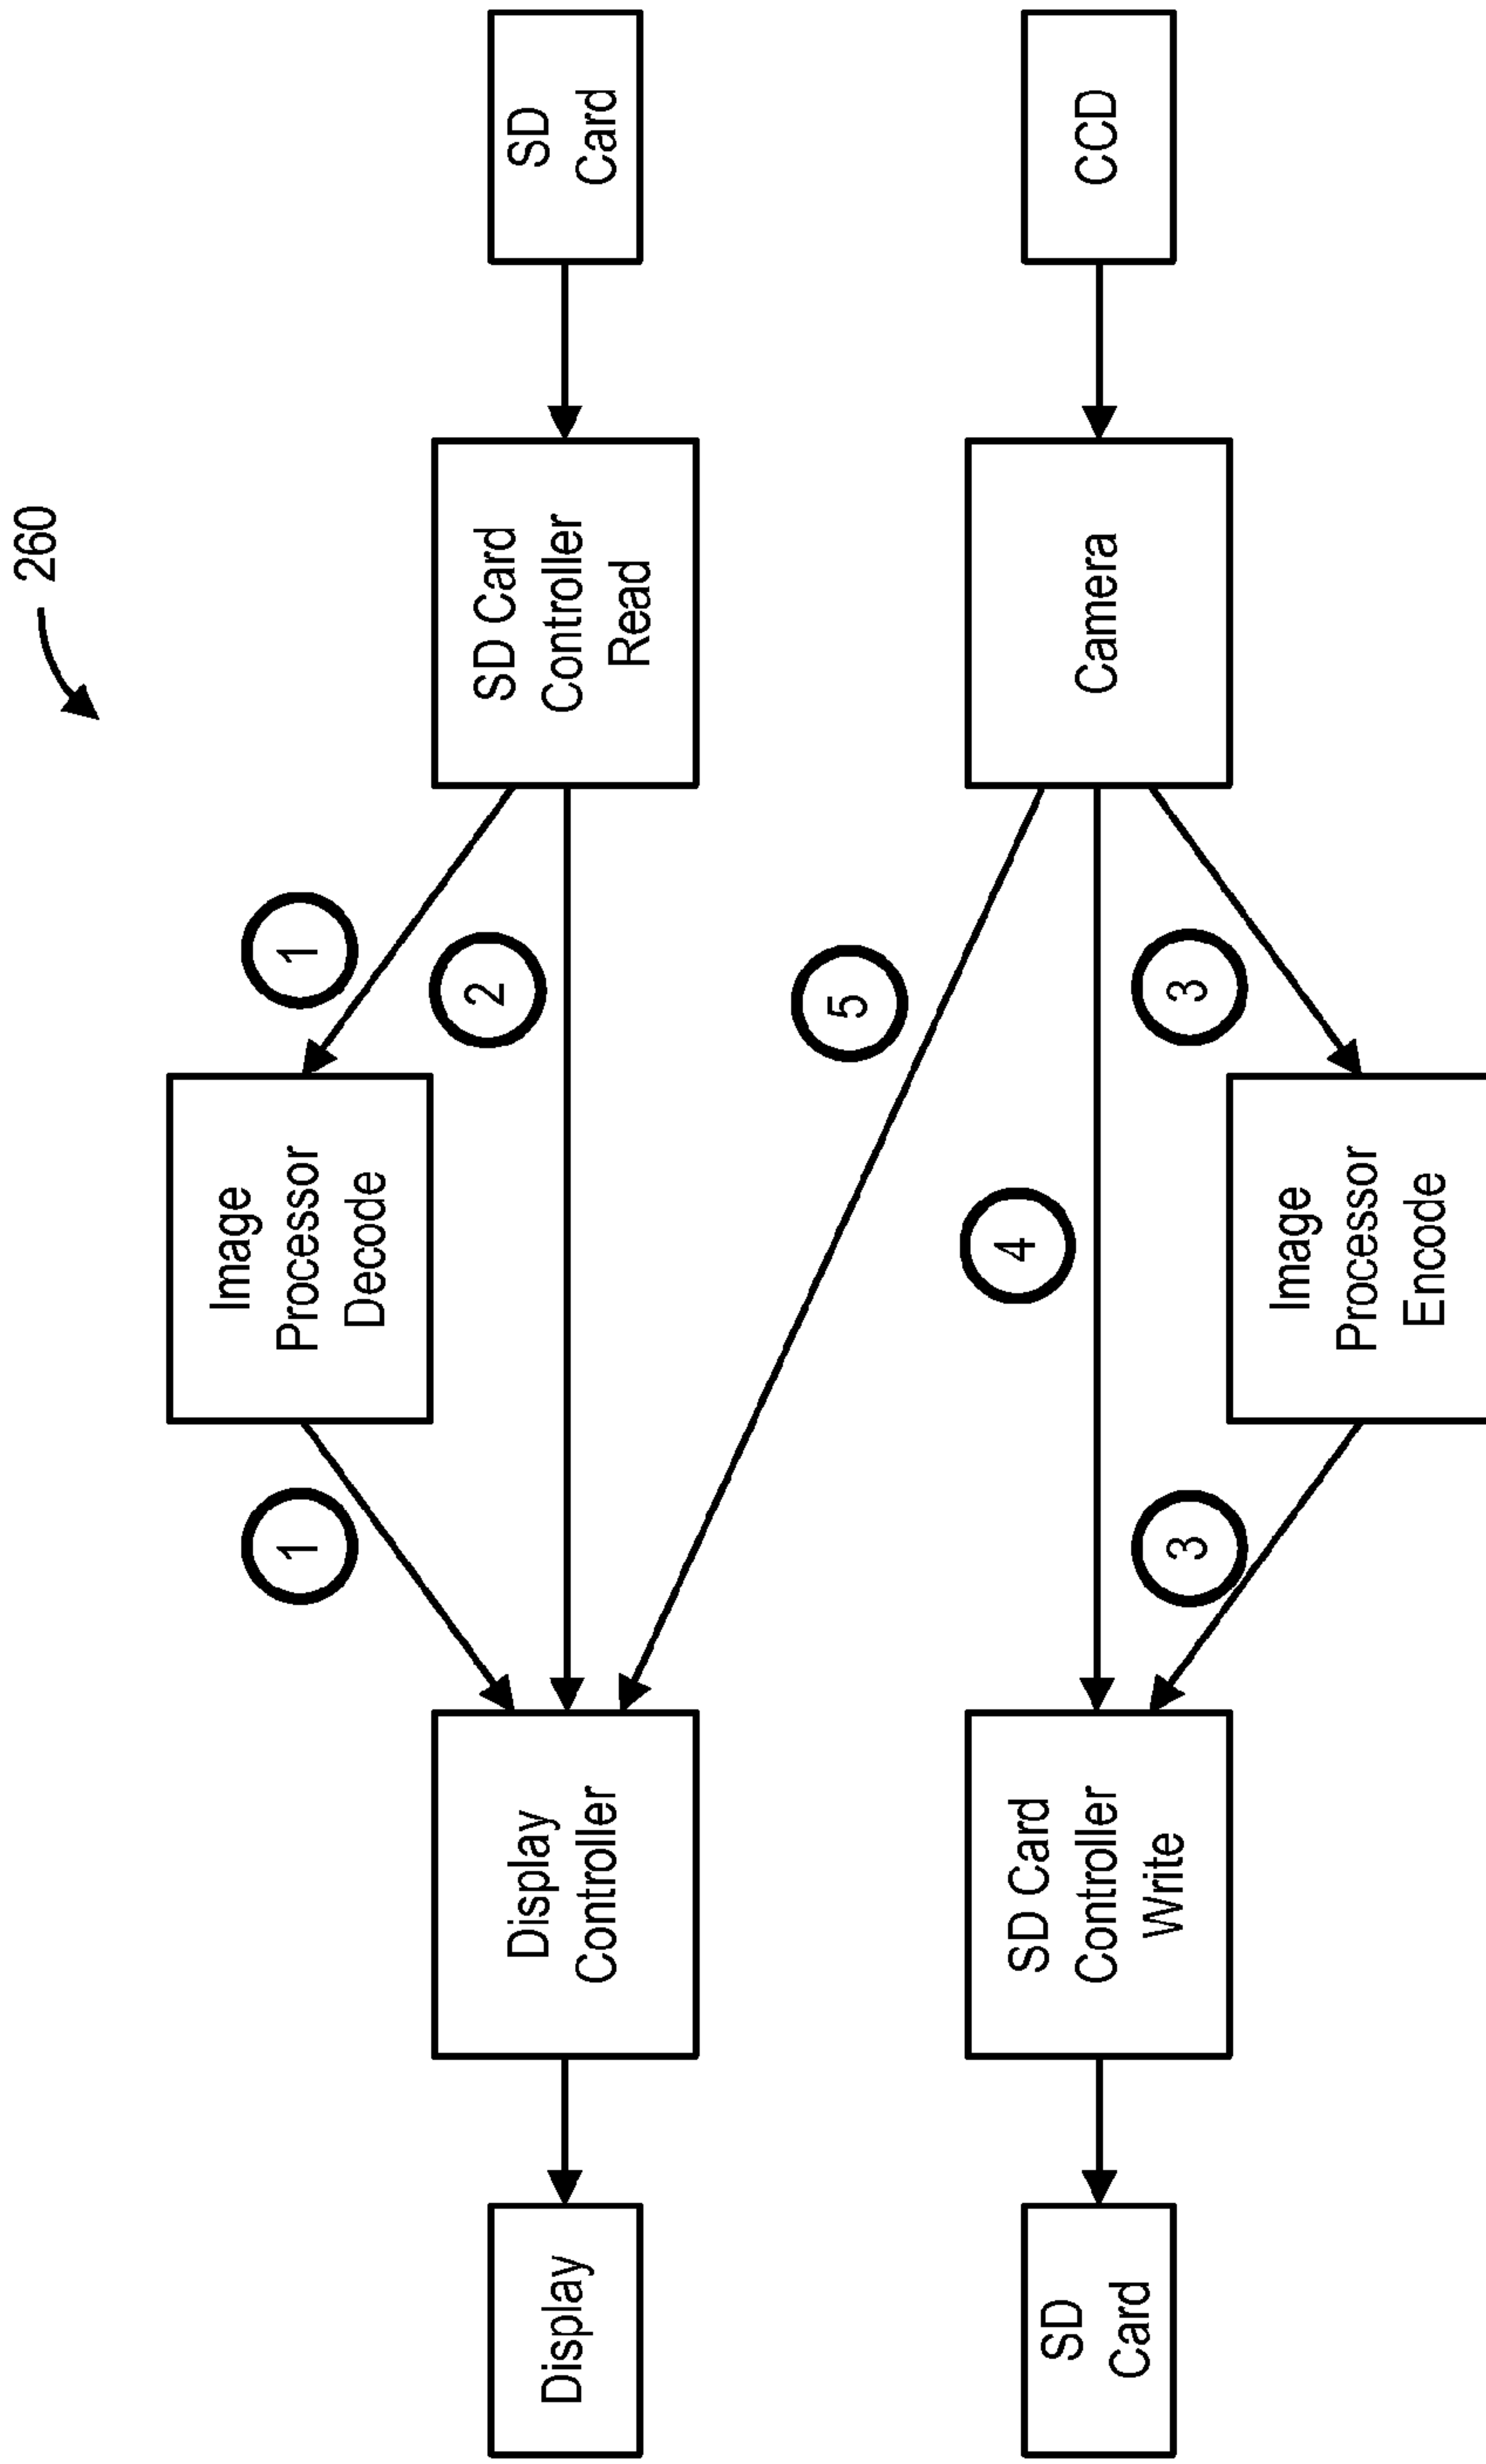 260
Image
Processor
Decode
1
1
2
Display
Display
Controller
SD Card
Controller
Read
SD
Card
5
4
SD
Card
SD Card
Controller
Write
Camera
CCD
3
3
Image
Processor
Encode